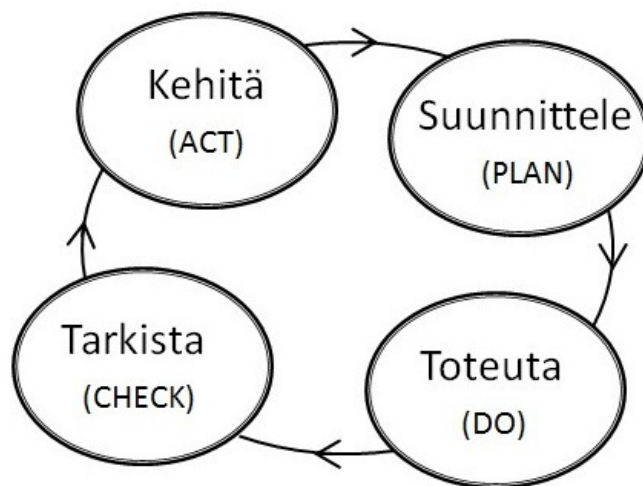 Kehitä
(ACT)
Suunnittele
(PLAN)
Tarkista
(CHECK)
Toteuta
(DO)